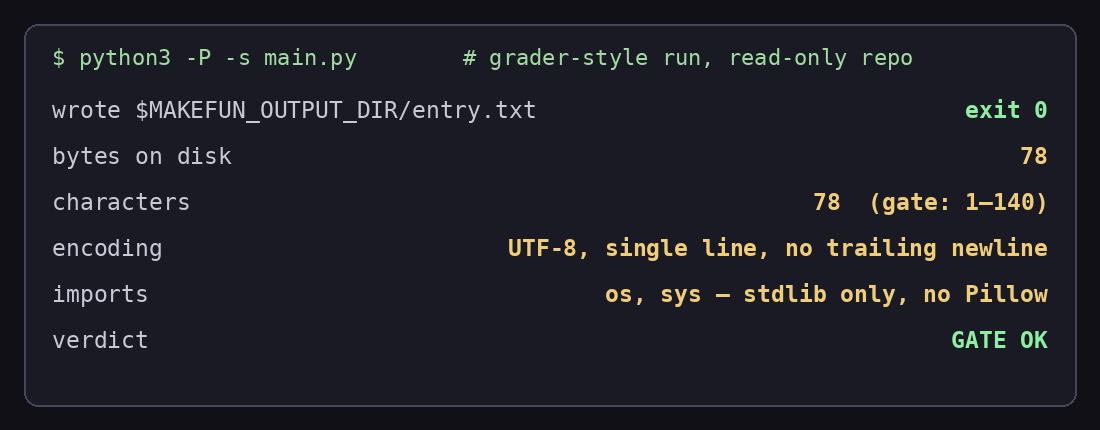 $ python3 -P -s main.py        # grader-style run, read-only repo
wrote $MAKEFUN_OUTPUT_DIR/entry.txt exit 0
bytes on disk 78
characters 78  (gate: 1–140)
encoding UTF-8, single line, no trailing newline
imports os, sys — stdlib only, no Pillow
verdict GATE OK